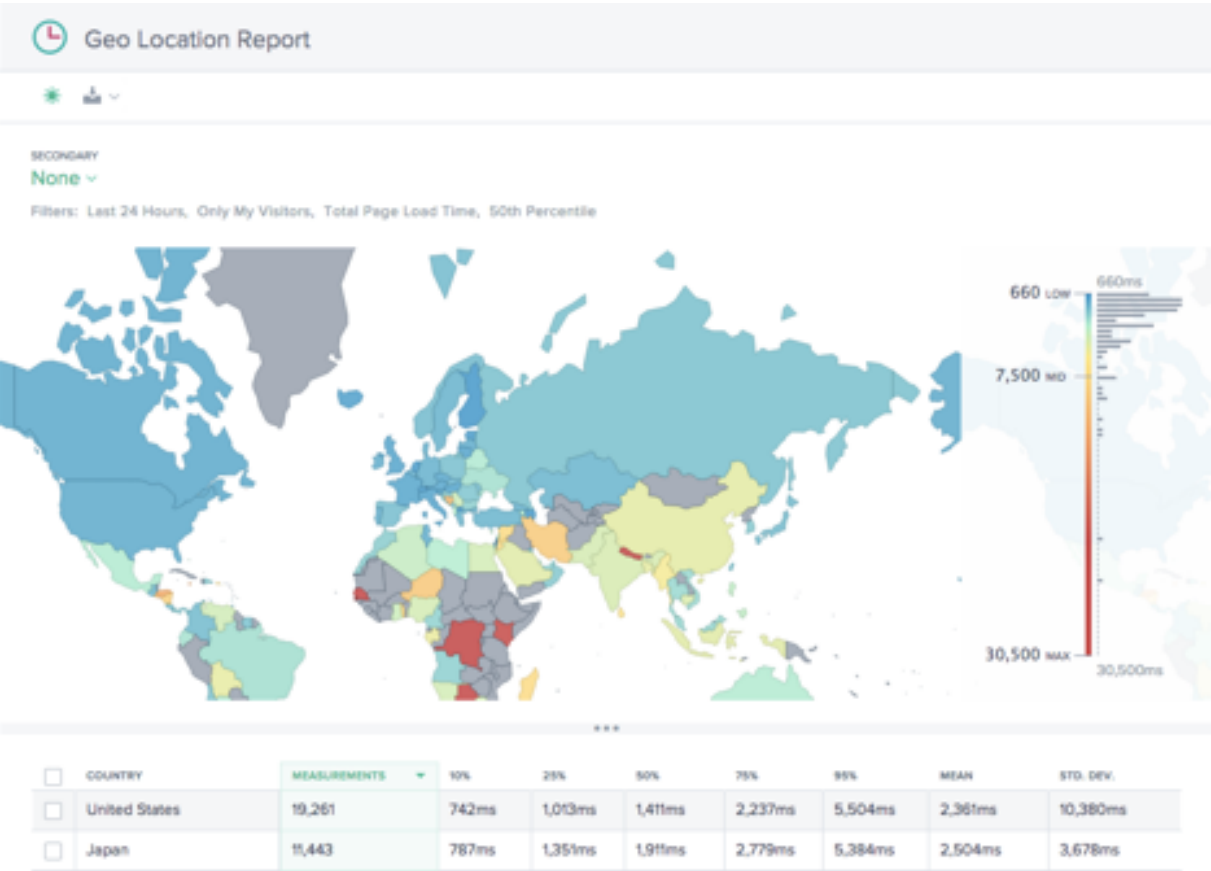 Geo Location Report
SECONDARY
None
Filters: Last 24 Hours, Only My Visitors, Total Page Load Time, 50th Percentile
660 LOW
660ms
7,500 MID
30,500 MAX
30,500ms
COUNTRY MEASUREMENTS 10% 25% 50% 75% 95% MEAN STD. DEV.
United States 19,261 742ms 1,013ms 1,411ms 2,237ms 5,504ms 2,361ms 10,380ms
Japan 11,443 787ms 1,351ms 1,911ms 2,779ms 5,384ms 2,504ms 3,678ms